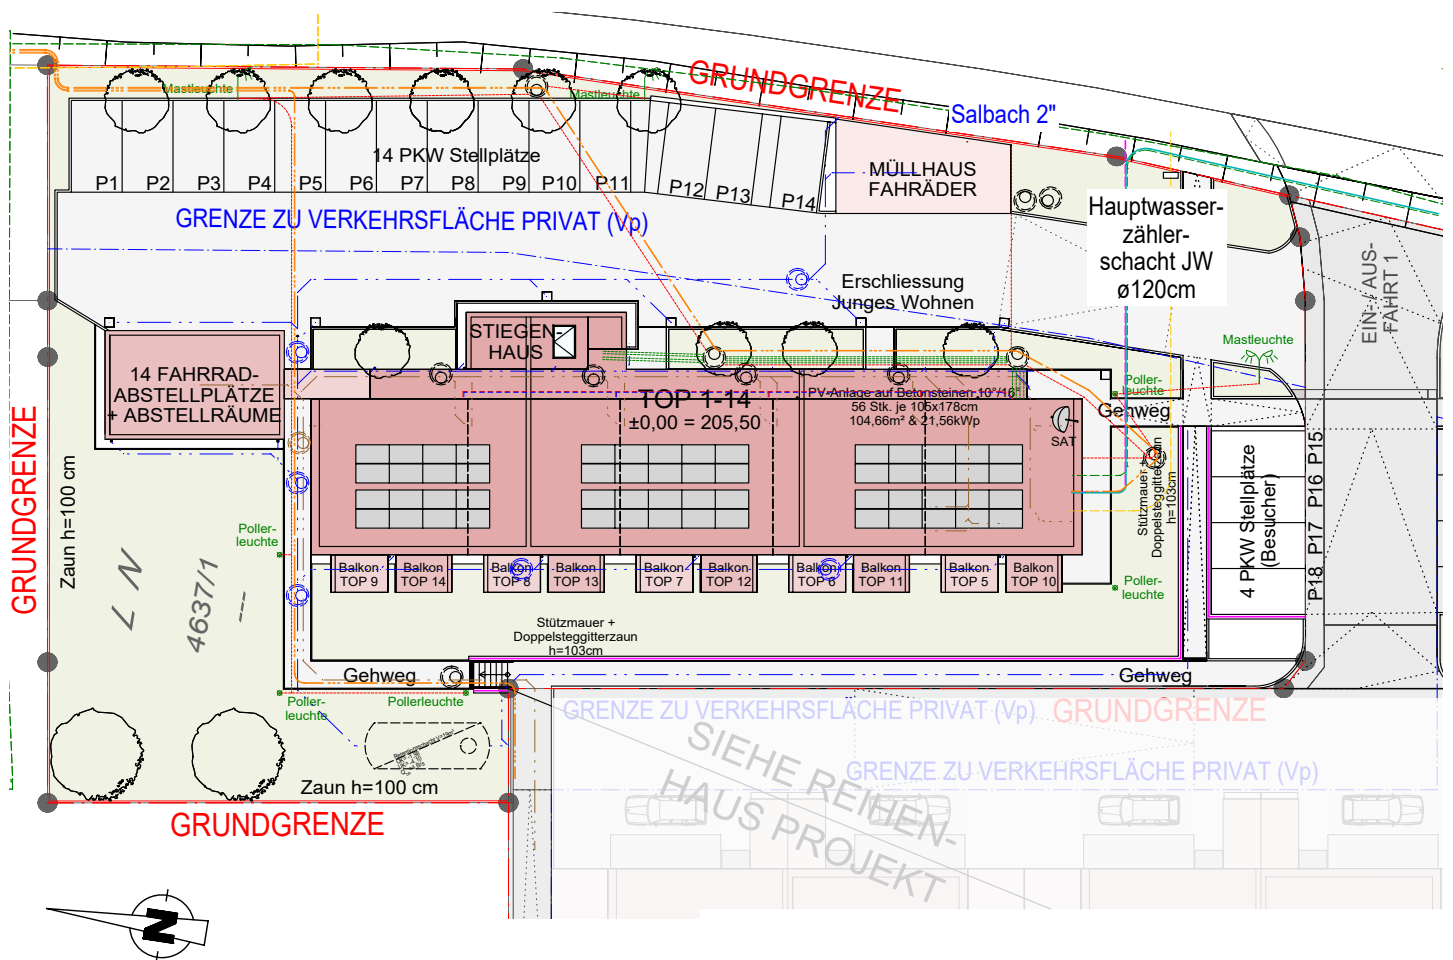 GRUNDGRENZE
Salbach 2"
Mastleuchte
Mastleuchte
14 PKW Stellplätze
P1 P2 P3 P4 P5 P6 P7 P8 P9 P10 P11 P12 P13 P14
MÜLLHAUS
FAHRÄDER
GRENZE ZU VERKEHRSFLÄCHE PRIVAT (Vp)
Hauptwasser-
zähler-
schacht JW
ø120cm
Erschliessung
Junges Wohnen
EIN-/ AUS-
FAHRT 1
STIEGEN
HAUS
Mastleuchte
14 FAHRRAD-
ABSTELLPLÄTZE
+ ABSTELLRÄUME
TOP 1-14
±0,00 = 205,50
PV-Anlage auf Betonsteinen 10°/16°
56 Stk. je 105x178cm
104,66m² & 21,56kWp
SAT
Poller-
leuchte
Gehweg
GRUNDGRENZE
Zaun h=100 cm
Stützmauer +
Doppelsteggitterzaun
h=103cm
4 PKW Stellplätze
(Besucher)
P18 P17 P16 P15
Poller-
leuchte
LN
4637/1
---
Balkon
TOP 9
Balkon
TOP 14
Balkon
TOP 8
Balkon
TOP 13
Balkon
TOP 7
Balkon
TOP 12
Balkon
TOP 6
Balkon
TOP 11
Balkon
TOP 5
Balkon
TOP 10
Poller-
leuchte
Stützmauer +
Doppelsteggitterzaun
h=103cm
Gehweg
Gehweg
Poller-
leuchte
Pollerleuchte
GRENZE ZU VERKEHRSFLÄCHE PRIVAT (Vp)
GRUNDGRENZE
SIEHE REIHEN-
HAUS PROJEKT
GRENZE ZU VERKEHRSFLÄCHE PRIVAT (Vp)
Zaun h=100 cm
GRUNDGRENZE
N